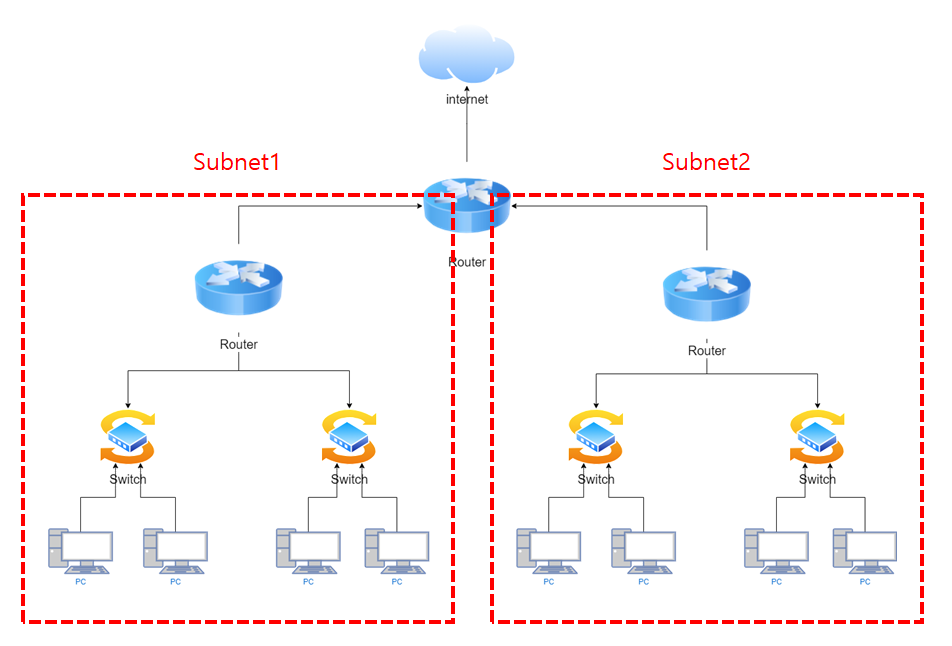 internet
Subnet1
Subnet2
Router
Router
Router
Switch
Switch
Switch
Switch
PC
PC
PC
PC
PC
PC
PC
PC